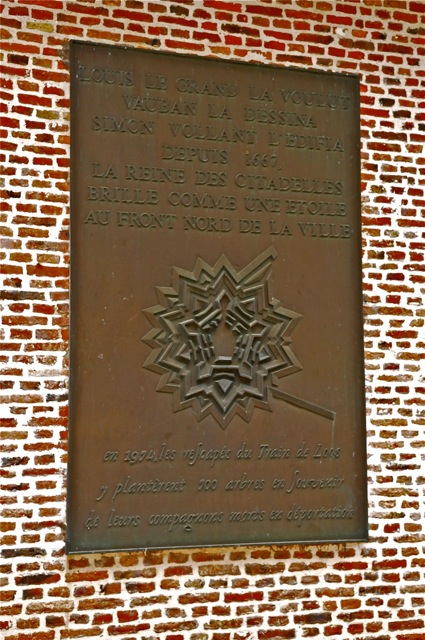 LOUIS LE GRAND LA VOULUT
VAUBAN LA DESSINA
SIMON VOLLANT L'EDIFIA
DEPUIS 1667.
LA REINE DES CITADELLES
BRILLE COMME UNE ETOILE
AU FRONT NORD DE LA VILLE
en 1974, les rescapés du Train de Loos
y plantèrent 500 arbres en souvenir
de leurs compagnons morts en déportation